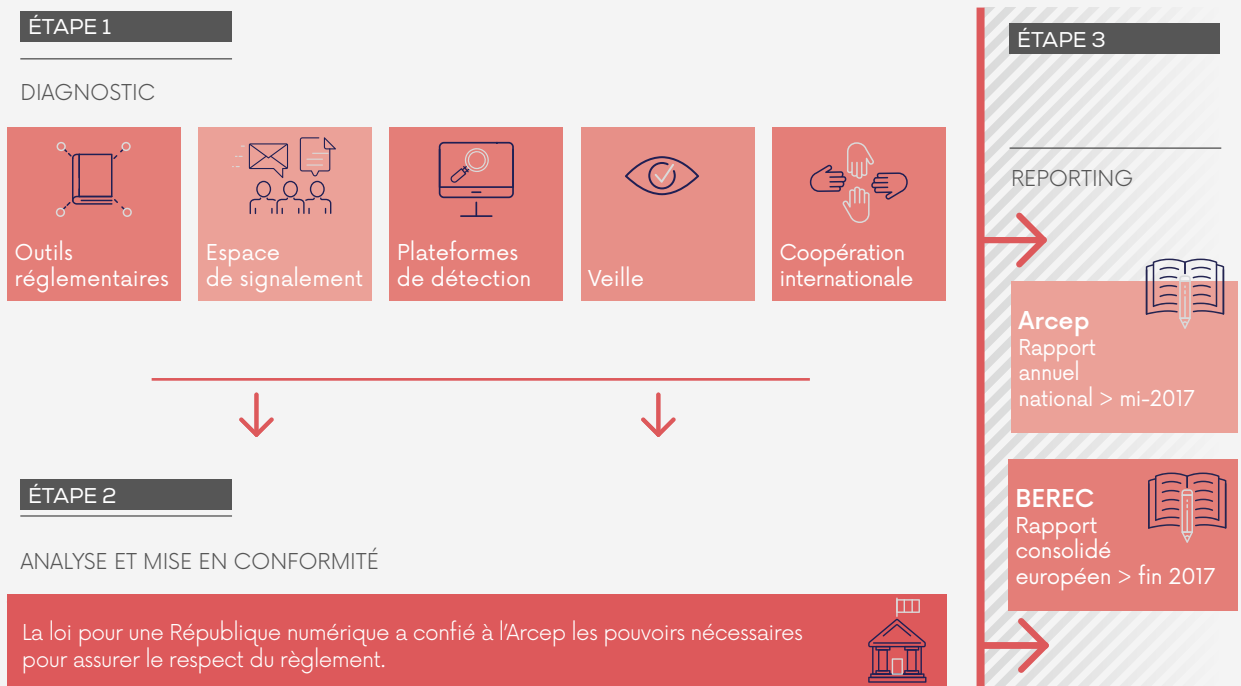 ÉTAPE 1
DIAGNOSTIC
Outils
réglementaires
Espace
de signalement
Plateformes
de détection
Veille
Coopération
internationale
ÉTAPE 2
ANALYSE ET MISE EN CONFORMITÉ
La loi pour une République numérique a confié à l'Arcep les pouvoirs nécessaires
pour assurer le respect du règlement.
ÉTAPE 3
REPORTING
Arcep
Rapport
annuel
national > mi-2017
BEREC
Rapport
consolidé
européen > fin 2017